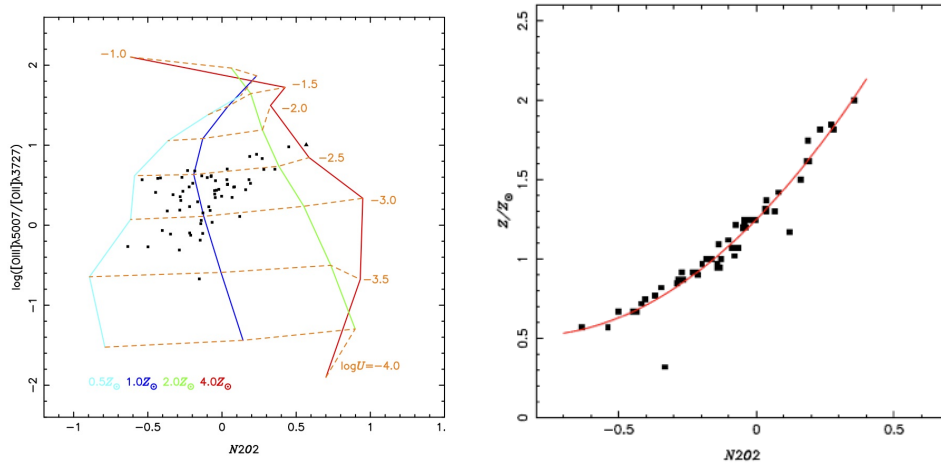 log([OIII]λ5007/[OII]λ3727)
2
1
0
−1
−2
−1.0
−1.5
−2.0
−2.5
−3.0
−3.5
logU=−4.0
0.5Z⊙ 1.0Z⊙ 2.0Z⊙ 4.0Z⊙
−1 −0.5 0 0.5 1 1.
N2O2
Z/Z⊙
2.5
2
1.5
1
0.5
0
−0.5 0 0.5
N2O2